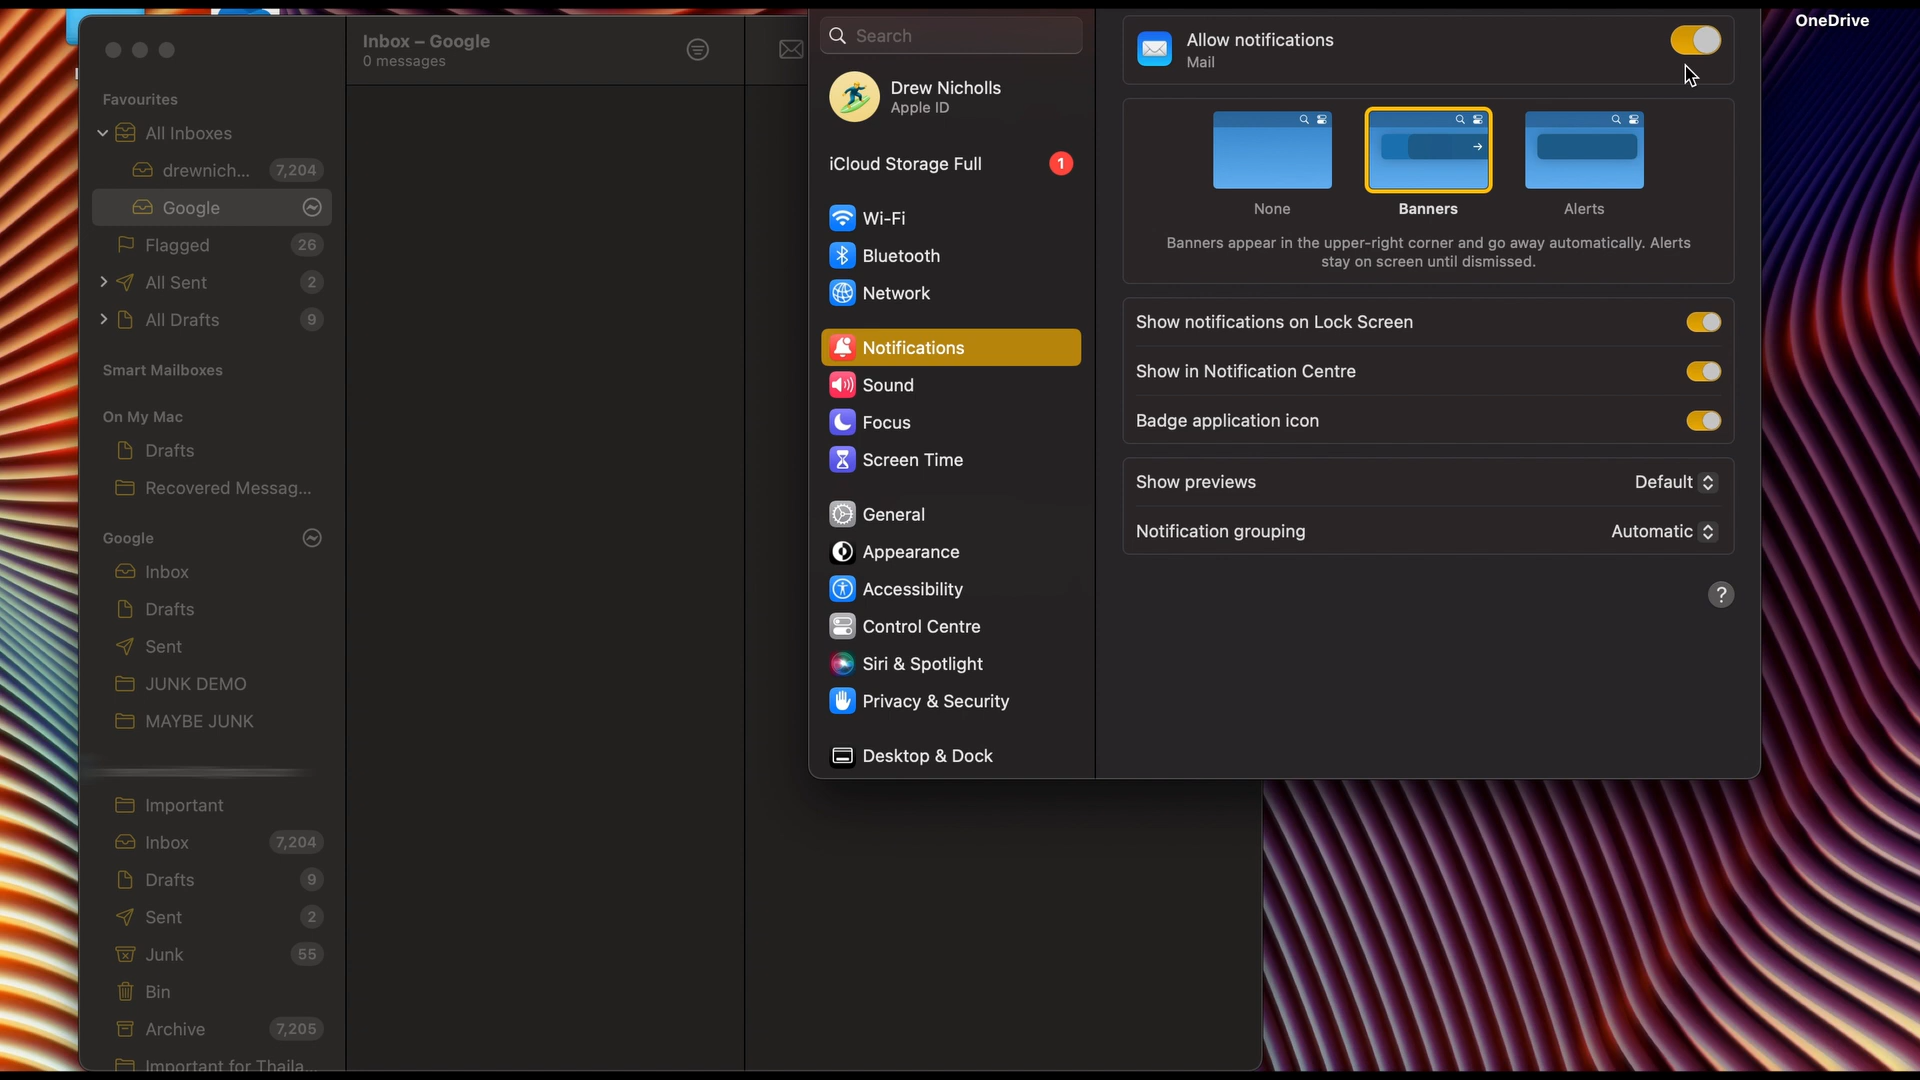 OneDrive
Inbox – Google
0 messages
Favourites
All Inboxes
drewnich... 7,204
Google
Flagged 26
All Sent 2
All Drafts 9
Smart Mailboxes
On My Mac
Drafts
Recovered Messag...
Google
Inbox
Drafts
Sent
JUNK DEMO
MAYBE JUNK
Important
Inbox 7,204
Drafts 9
Sent 2
Junk 55
Bin
Archive 7,205
Important for Thaila...
Search
Drew Nicholls
Apple ID
iCloud Storage Full 1
Wi-Fi
Bluetooth
Network
Notifications
Sound
Focus
Screen Time
General
Appearance
Accessibility
Control Centre
Siri & Spotlight
Privacy & Security
Desktop & Dock
Allow notifications
Mail
None Banners Alerts
Banners appear in the upper-right corner and go away automatically. Alerts
stay on screen until dismissed.
Show notifications on Lock Screen
Show in Notification Centre
Badge application icon
Show previews Default
Notification grouping Automatic
?